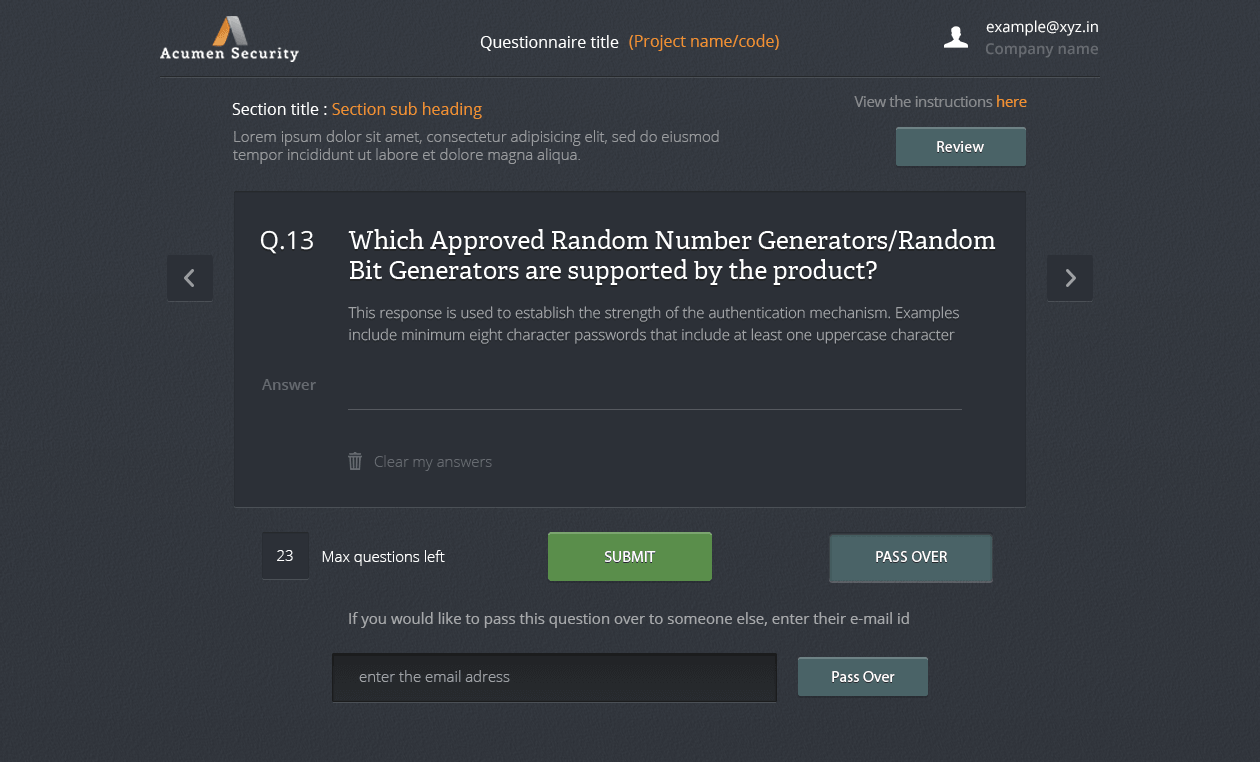 Acumen Security
Questionnaire title (Project name/code)
example@xyz.in
Company name
Section title : Section sub heading
Lorem ipsum dolor sit amet, consectetur adipisicing elit, sed do eiusmod
tempor incididunt ut labore et dolore magna aliqua.
View the instructions here
Review
Q.13
Which Approved Random Number Generators/Random
Bit Generators are supported by the product?
This response is used to establish the strength of the authentication mechanism. Examples
include minimum eight character passwords that include at least one uppercase character
Answer
Clear my answers
23 Max questions left
SUBMIT
PASS OVER
If you would like to pass this question over to someone else, enter their e-mail id
enter the email adress
Pass Over